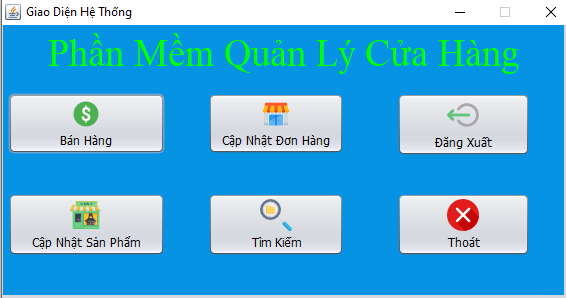 Giao Diện Hệ Thống
Phần Mềm Quản Lý Cửa Hàng
Bán Hàng
Cập Nhật Đơn Hàng
Đăng Xuất
Cập Nhật Sản Phẩm
Tìm Kiếm
Thoát